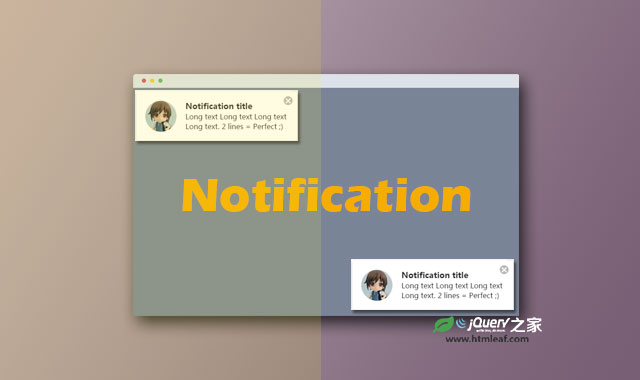 Notification title
Long text Long text Long text
Long text. 2 lines = Perfect ;)
Notification
Notification title
Long text Long text Long text
Long text. 2 lines = Perfect ;)
jQuery之家
www.htmleaf.com